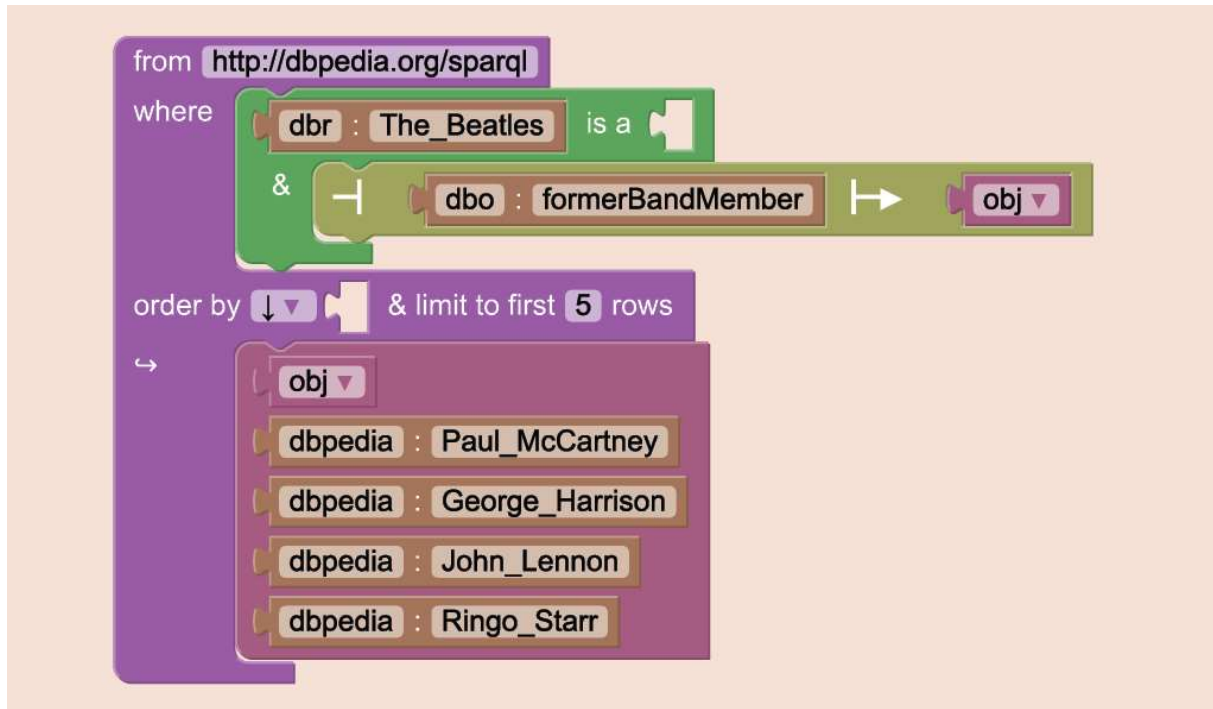 from http://dbpedia.org/sparql
where dbr : The_Beatles is a
& dbo : formerBandMember obj ▾
order by ↓ ▾ & limit to first 5 rows
↪ obj ▾
dbpedia : Paul_McCartney
dbpedia : George_Harrison
dbpedia : John_Lennon
dbpedia : Ringo_Starr